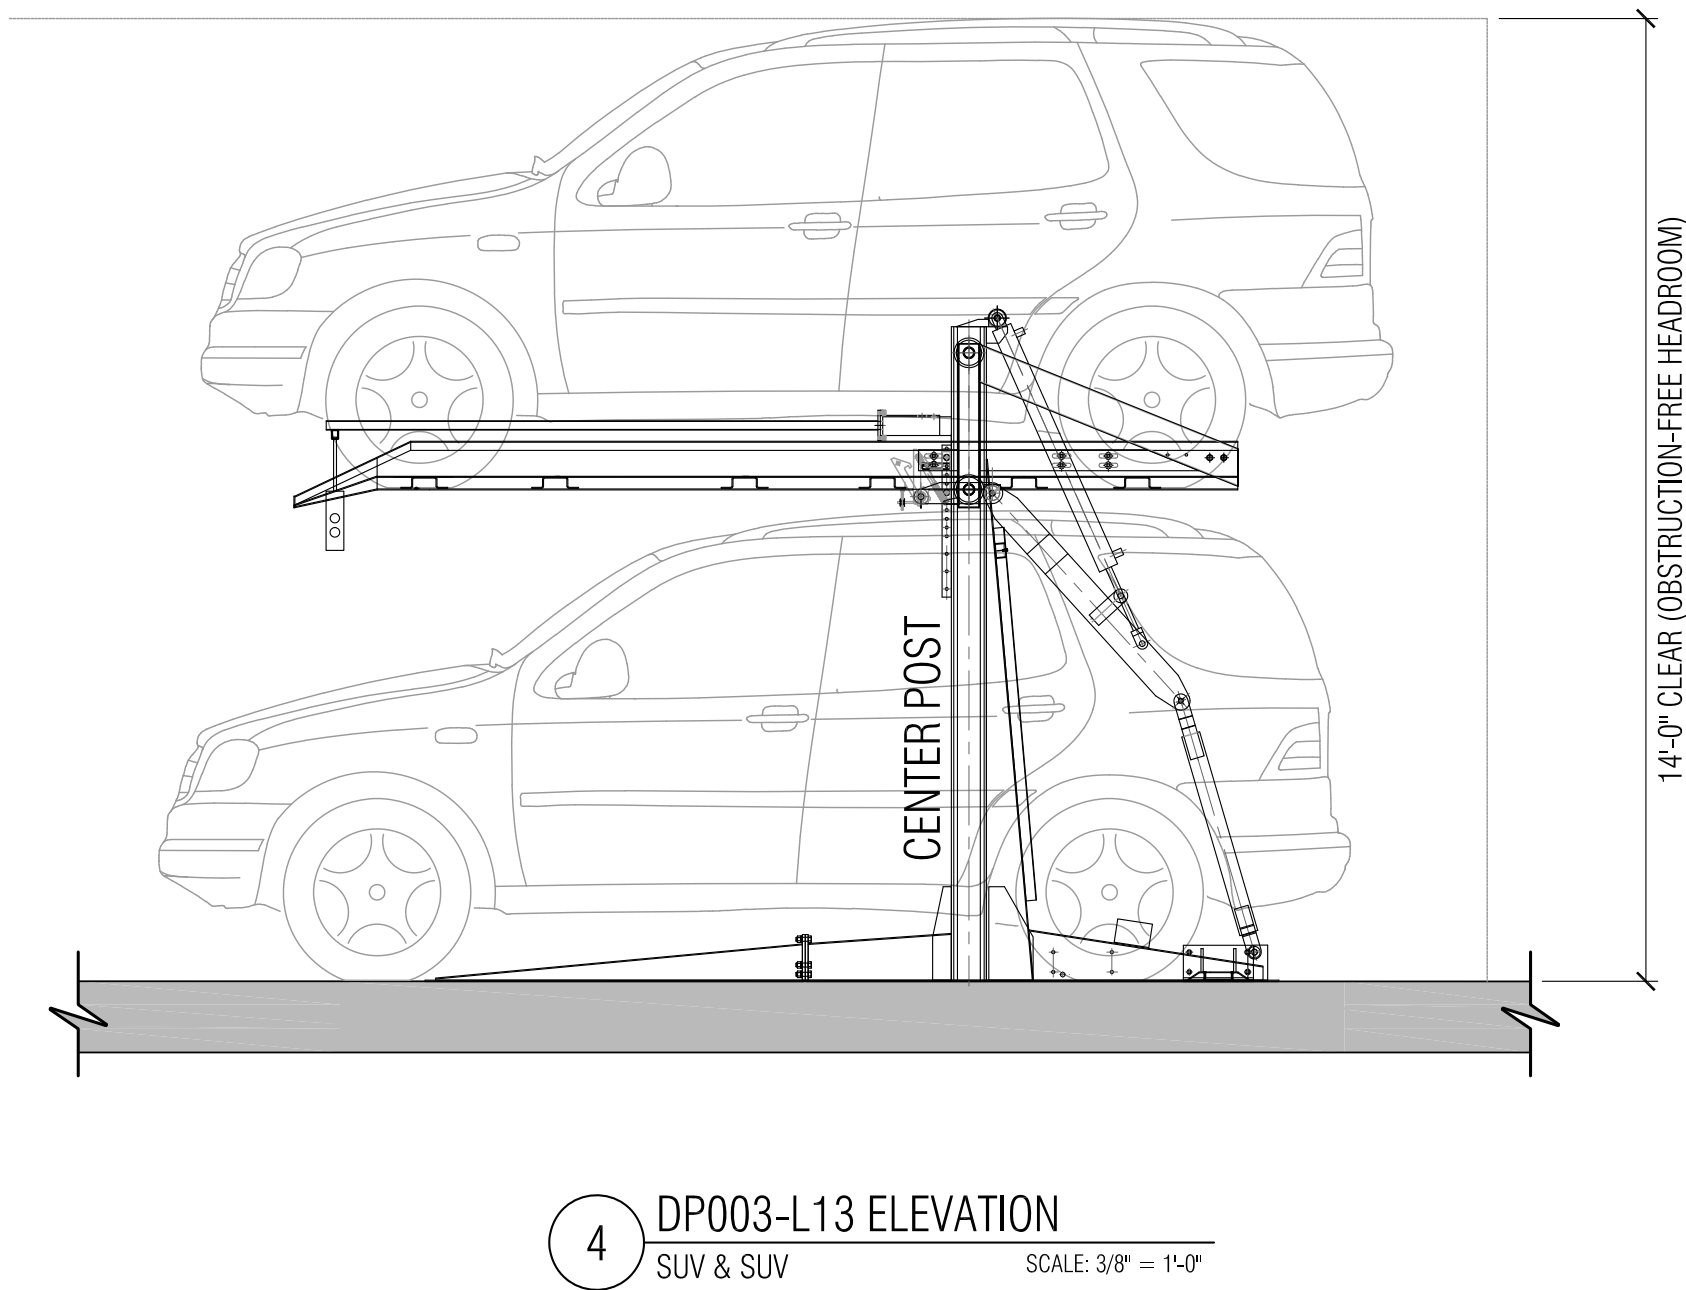 14'-0" CLEAR (OBSTRUCTION-FREE HEADROOM)
CENTER POST
4
DP003-L13 ELEVATION
SUV & SUV
SCALE: 3/8" = 1'-0"